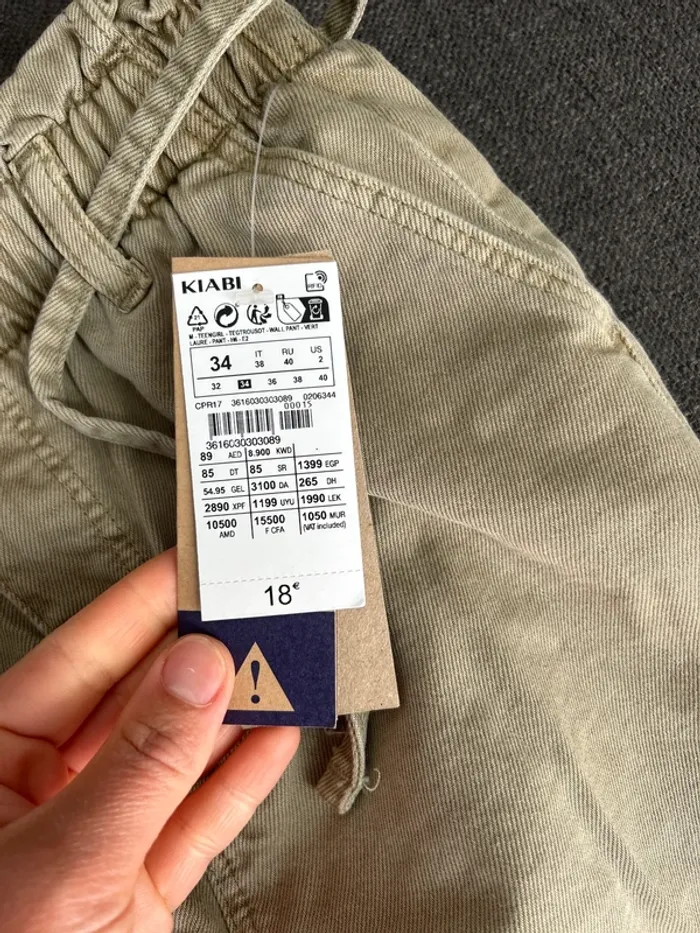 KIABI
RFID
21
PAP
M - TEENGIRL - TEGTROUSOT - WALL PANT - VERT
LAURE - PANT - IW - E2
34 IT 38 RU 40 US 2
32 34 36 38 40
CPR17 3616030303089 0206344
00015
3616030303089
89 AED 8.900 KWD
85 DT 85 SR 1399 EGP
54.95 GEL 3100 DA 265 DH
2890 XPF 1199 UYU 1990 LEK
10500 AMD 15500 F CFA 1050 MUR (VAT included)
18€
!